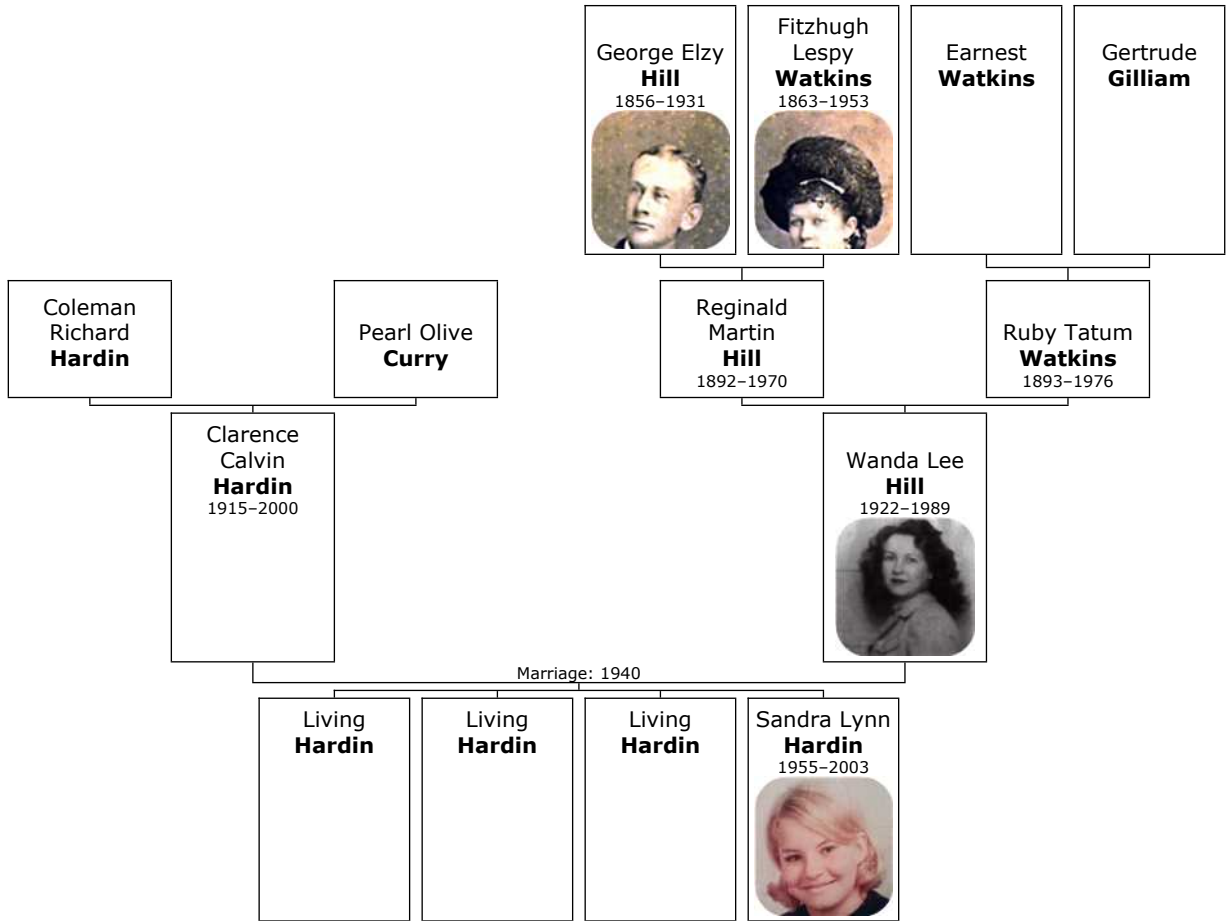 George Elzy
Hill
1856–1931
Fitzhugh
Lespy
Watkins
1863–1953
Earnest
Watkins
Gertrude
Gilliam
Coleman
Richard
Hardin
Pearl Olive
Curry
Reginald
Martin
Hill
1892–1970
Ruby Tatum
Watkins
1893–1976
Clarence
Calvin
Hardin
1915–2000
Wanda Lee
Hill
1922–1989
Marriage: 1940
Living
Hardin
Living
Hardin
Living
Hardin
Sandra Lynn
Hardin
1955–2003